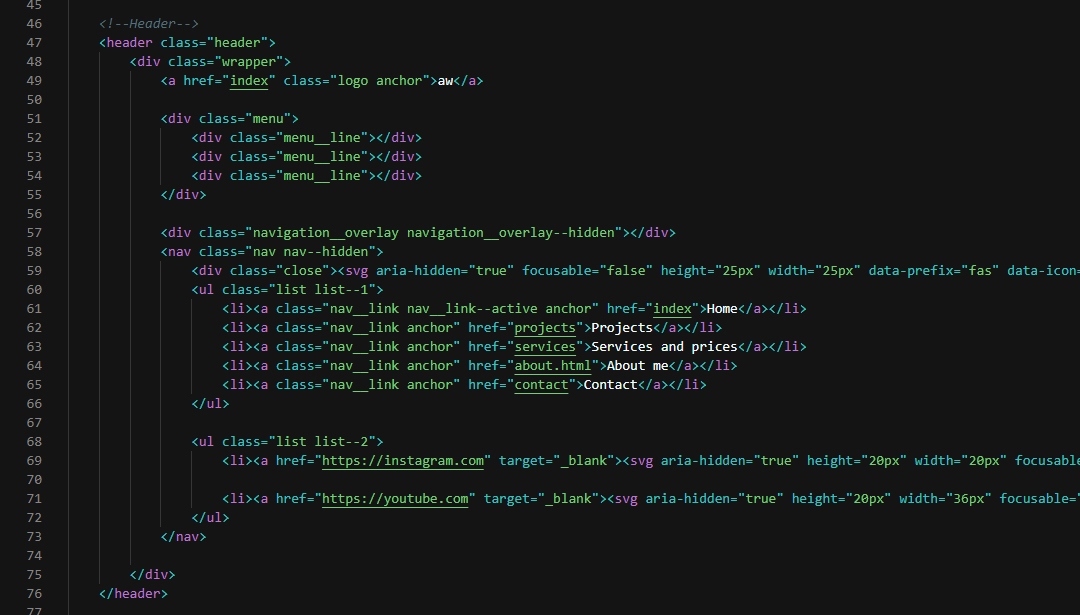 45
46 <!--Header-->
47 <header class="header">
48 <div class="wrapper">
49 <a href="index" class="logo anchor">aw</a>
50
51 <div class="menu">
52 <div class="menu__line"></div>
53 <div class="menu__line"></div>
54 <div class="menu__line"></div>
55 </div>
56
57 <div class="navigation__overlay navigation__overlay--hidden"></div>
58 <nav class="nav nav--hidden">
59 <div class="close"><svg aria-hidden="true" focusable="false" height="25px" width="25px" data-prefix="fas" data-icon=
60 <ul class="list list--1">
61 <li><a class="nav__link nav__link--active anchor" href="index">Home</a></li>
62 <li><a class="nav__link anchor" href="projects">Projects</a></li>
63 <li><a class="nav__link anchor" href="services">Services and prices</a></li>
64 <li><a class="nav__link anchor" href="about.html">About me</a></li>
65 <li><a class="nav__link anchor" href="contact">Contact</a></li>
66 </ul>
67
68 <ul class="list list--2">
69 <li><a href="https://instagram.com" target="_blank"><svg aria-hidden="true" height="20px" width="20px" focusable
70
71 <li><a href="https://youtube.com" target="_blank"><svg aria-hidden="true" height="20px" width="36px" focusable="
72 </ul>
73 </nav>
74
75 </div>
76 </header>
77